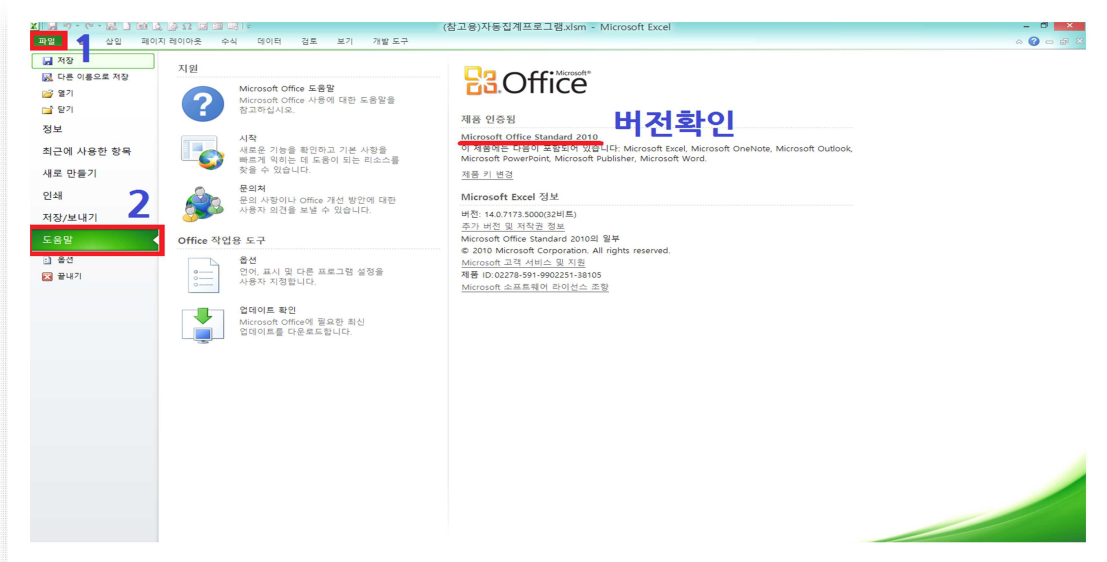 (참고용)자동집계프로그램.xlsm - Microsoft Excel
파일 삽입 페이지 레이아웃 수식 데이터 검토 보기 개발 도구
1
저장
다른 이름으로 저장
열기
닫기
정보
최근에 사용한 항목
새로 만들기
인쇄
2
저장/보내기
도움말
옵션
끝내기
지원
Microsoft Office 도움말
Microsoft Office 사용에 대한 도움말을
참고하십시오.
시작
새로운 기능을 확인하고 기본 사항을
빠르게 익히는 데 도움이 되는 리소스를
찾을 수 있습니다.
문의처
문의 사항이나 Office 개선 방안에 대한
사용자 의견을 보낼 수 있습니다.
Office 작업용 도구
옵션
언어, 표시 및 다른 프로그램 설정을
사용자 지정합니다.
업데이트 확인
Microsoft Office에 필요한 최신
업데이트를 다운로드합니다.
Microsoft®
Office
제품 인증됨
버전확인
Microsoft Office Standard 2010
이 제품에는 다음이 포함되어 있습니다: Microsoft Excel, Microsoft OneNote, Microsoft Outlook,
Microsoft PowerPoint, Microsoft Publisher, Microsoft Word.
제품 키 변경
Microsoft Excel 정보
버전: 14.0.7173.5000(32비트)
추가 버전 및 저작권 정보
Microsoft Office Standard 2010의 일부
© 2010 Microsoft Corporation. All rights reserved.
Microsoft 고객 서비스 및 지원
제품 ID:02278-591-9902251-38105
Microsoft 소프트웨어 라이선스 조항